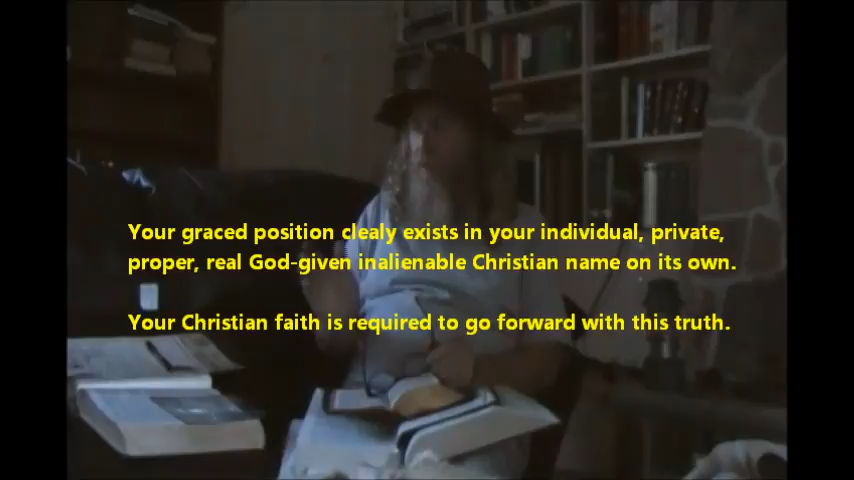 Your graced position clealy exists in your individual, private,
proper, real God-given inalienable Christian name on its own.
Your Christian faith is required to go forward with this truth.